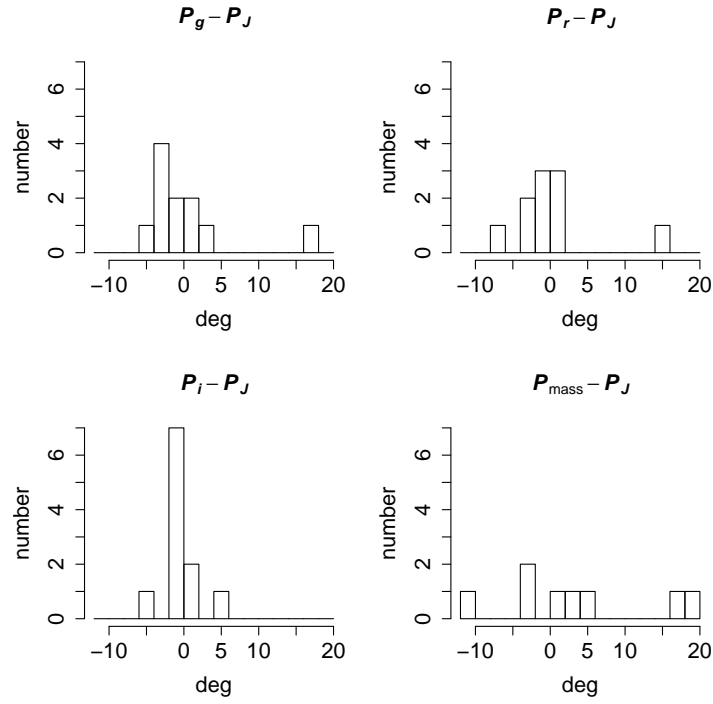 P_g − P_J
number
0 2 4 6
−10 0 5 10 20
deg
P_r − P_J
number
0 2 4 6
−10 0 5 10 20
deg
P_i − P_J
number
0 2 4 6
−10 0 5 10 20
deg
P_mass − P_J
number
0 2 4 6
−10 0 5 10 20
deg